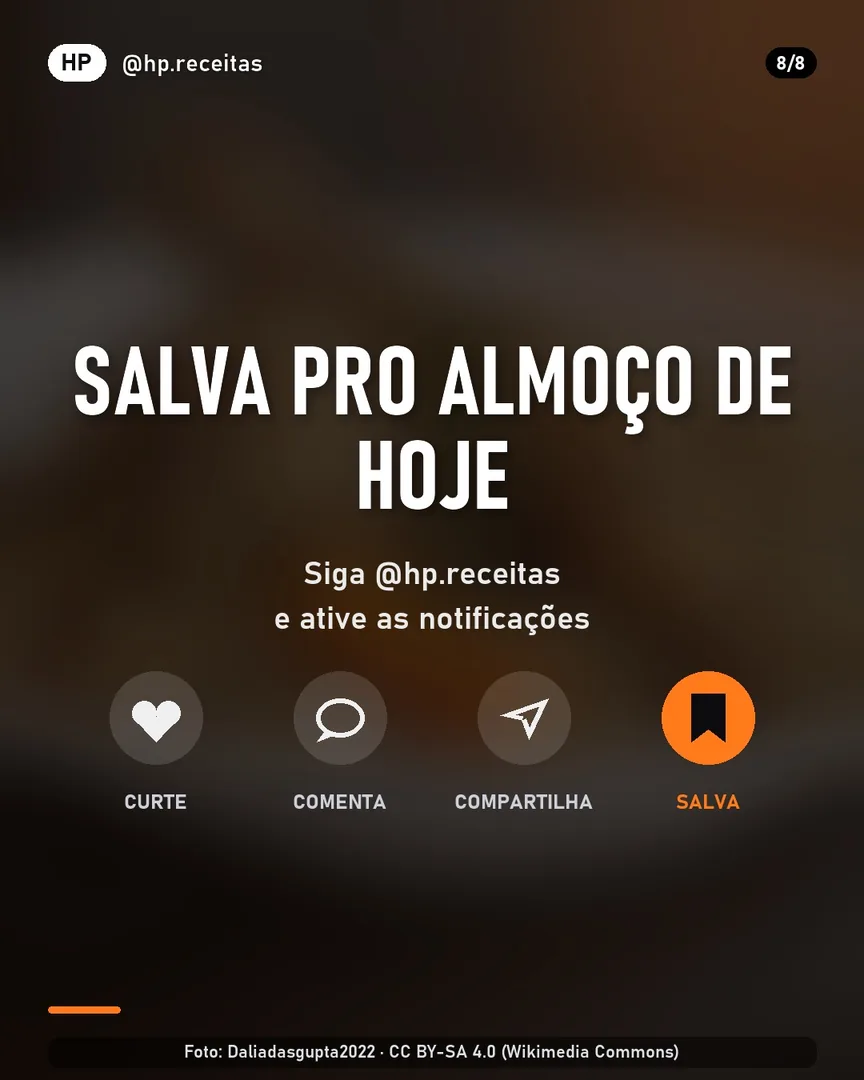 HP @hp.receitas 8/8
SALVA PRO ALMOÇO DE
HOJE
Siga @hp.receitas
e ative as notificações
CURTE COMENTA COMPARTILHA SALVA
Foto: Daliadasgupta2022 · CC BY-SA 4.0 (Wikimedia Commons)